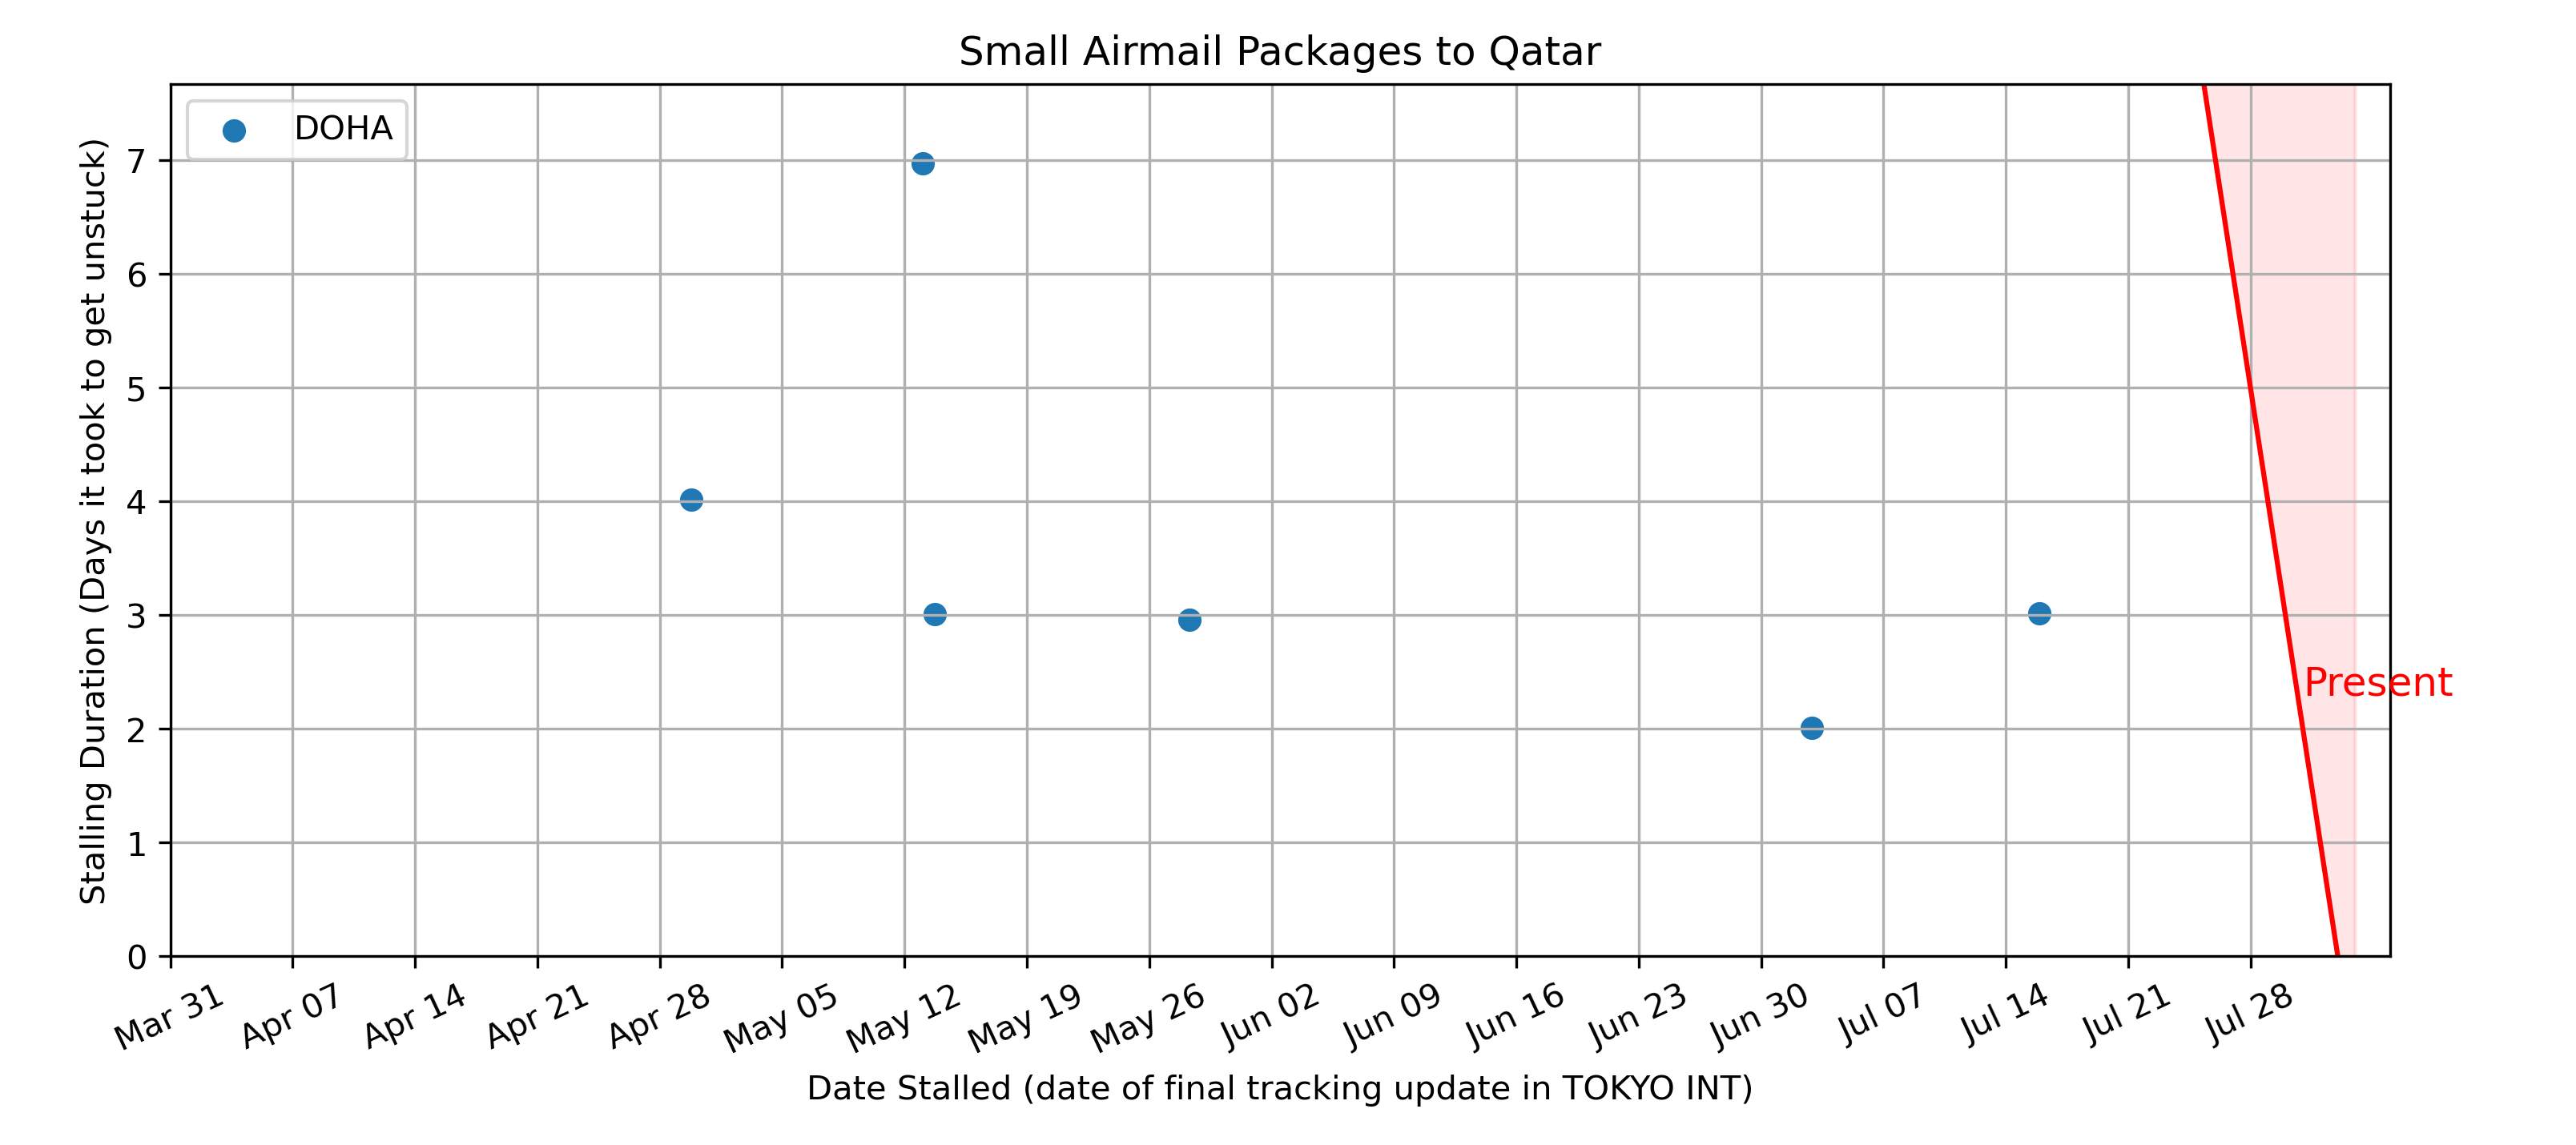 Small Airmail Packages to Qatar
DOHA
Stalling Duration (Days it took to get unstuck)
7
6
5
4
3
2
1
0
Present
Mar 31
Apr 07
Apr 14
Apr 21
Apr 28
May 05
May 12
May 19
May 26
Jun 02
Jun 09
Jun 16
Jun 23
Jun 30
Jul 07
Jul 14
Jul 21
Jul 28
Date Stalled (date of final tracking update in TOKYO INT)